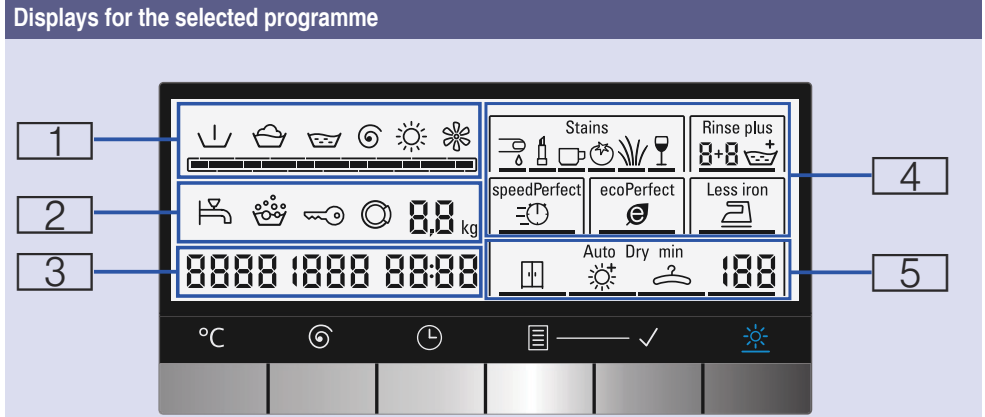 Displays for the selected programme
1
Stains
Rinse plus
8+8
4
speedPerfect
ecoPerfect
Less iron
2
8,8 kg
3
8888 1888 88:88
Auto Dry min
188
5
°C